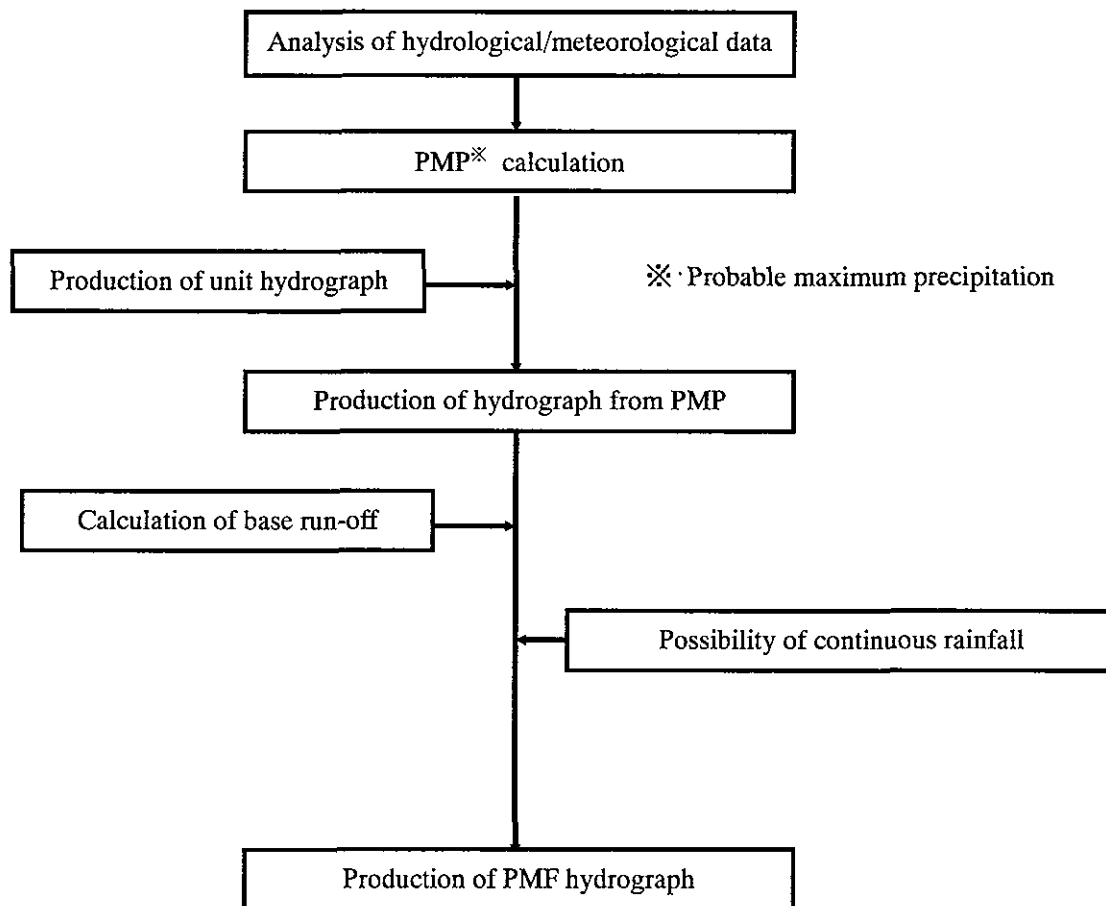 Analysis of hydrological/meteorological data
PMP※ calculation
Production of unit hydrograph
※ Probable maximum precipitation
Production of hydrograph from PMP
Calculation of base run-off
Possibility of continuous rainfall
Production of PMF hydrograph